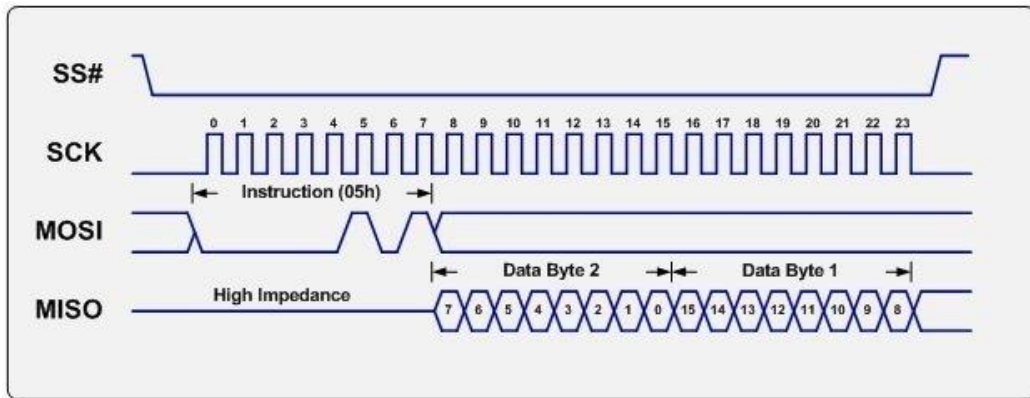 SS#
0 1 2 3 4 5 6 7 8 9 10 11 12 13 14 15 16 17 18 19 20 21 22 23
SCK
Instruction (05h)
MOSI
Data Byte 2 Data Byte 1
High Impedance
MISO
7 6 5 4 3 2 1 0 15 14 13 12 11 10 9 8